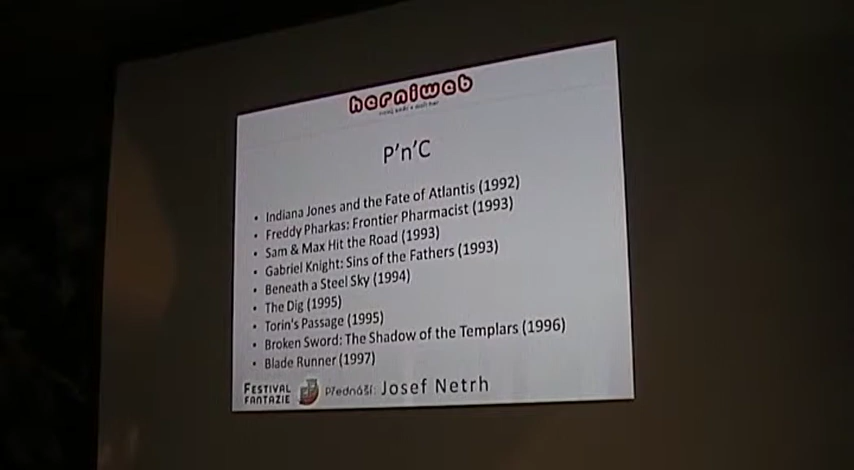 herniweb
P'n'C
• Indiana Jones and the Fate of Atlantis (1992)
• Freddy Pharkas: Frontier Pharmacist (1993)
• Sam & Max Hit the Road (1993)
• Gabriel Knight: Sins of the Fathers (1993)
• Beneath a Steel Sky (1994)
• The Dig (1995)
• Torin's Passage (1995)
• Broken Sword: The Shadow of the Templars (1996)
• Blade Runner (1997)
FESTIVAL
FANTAZIE
Přednáší: Josef Netrh